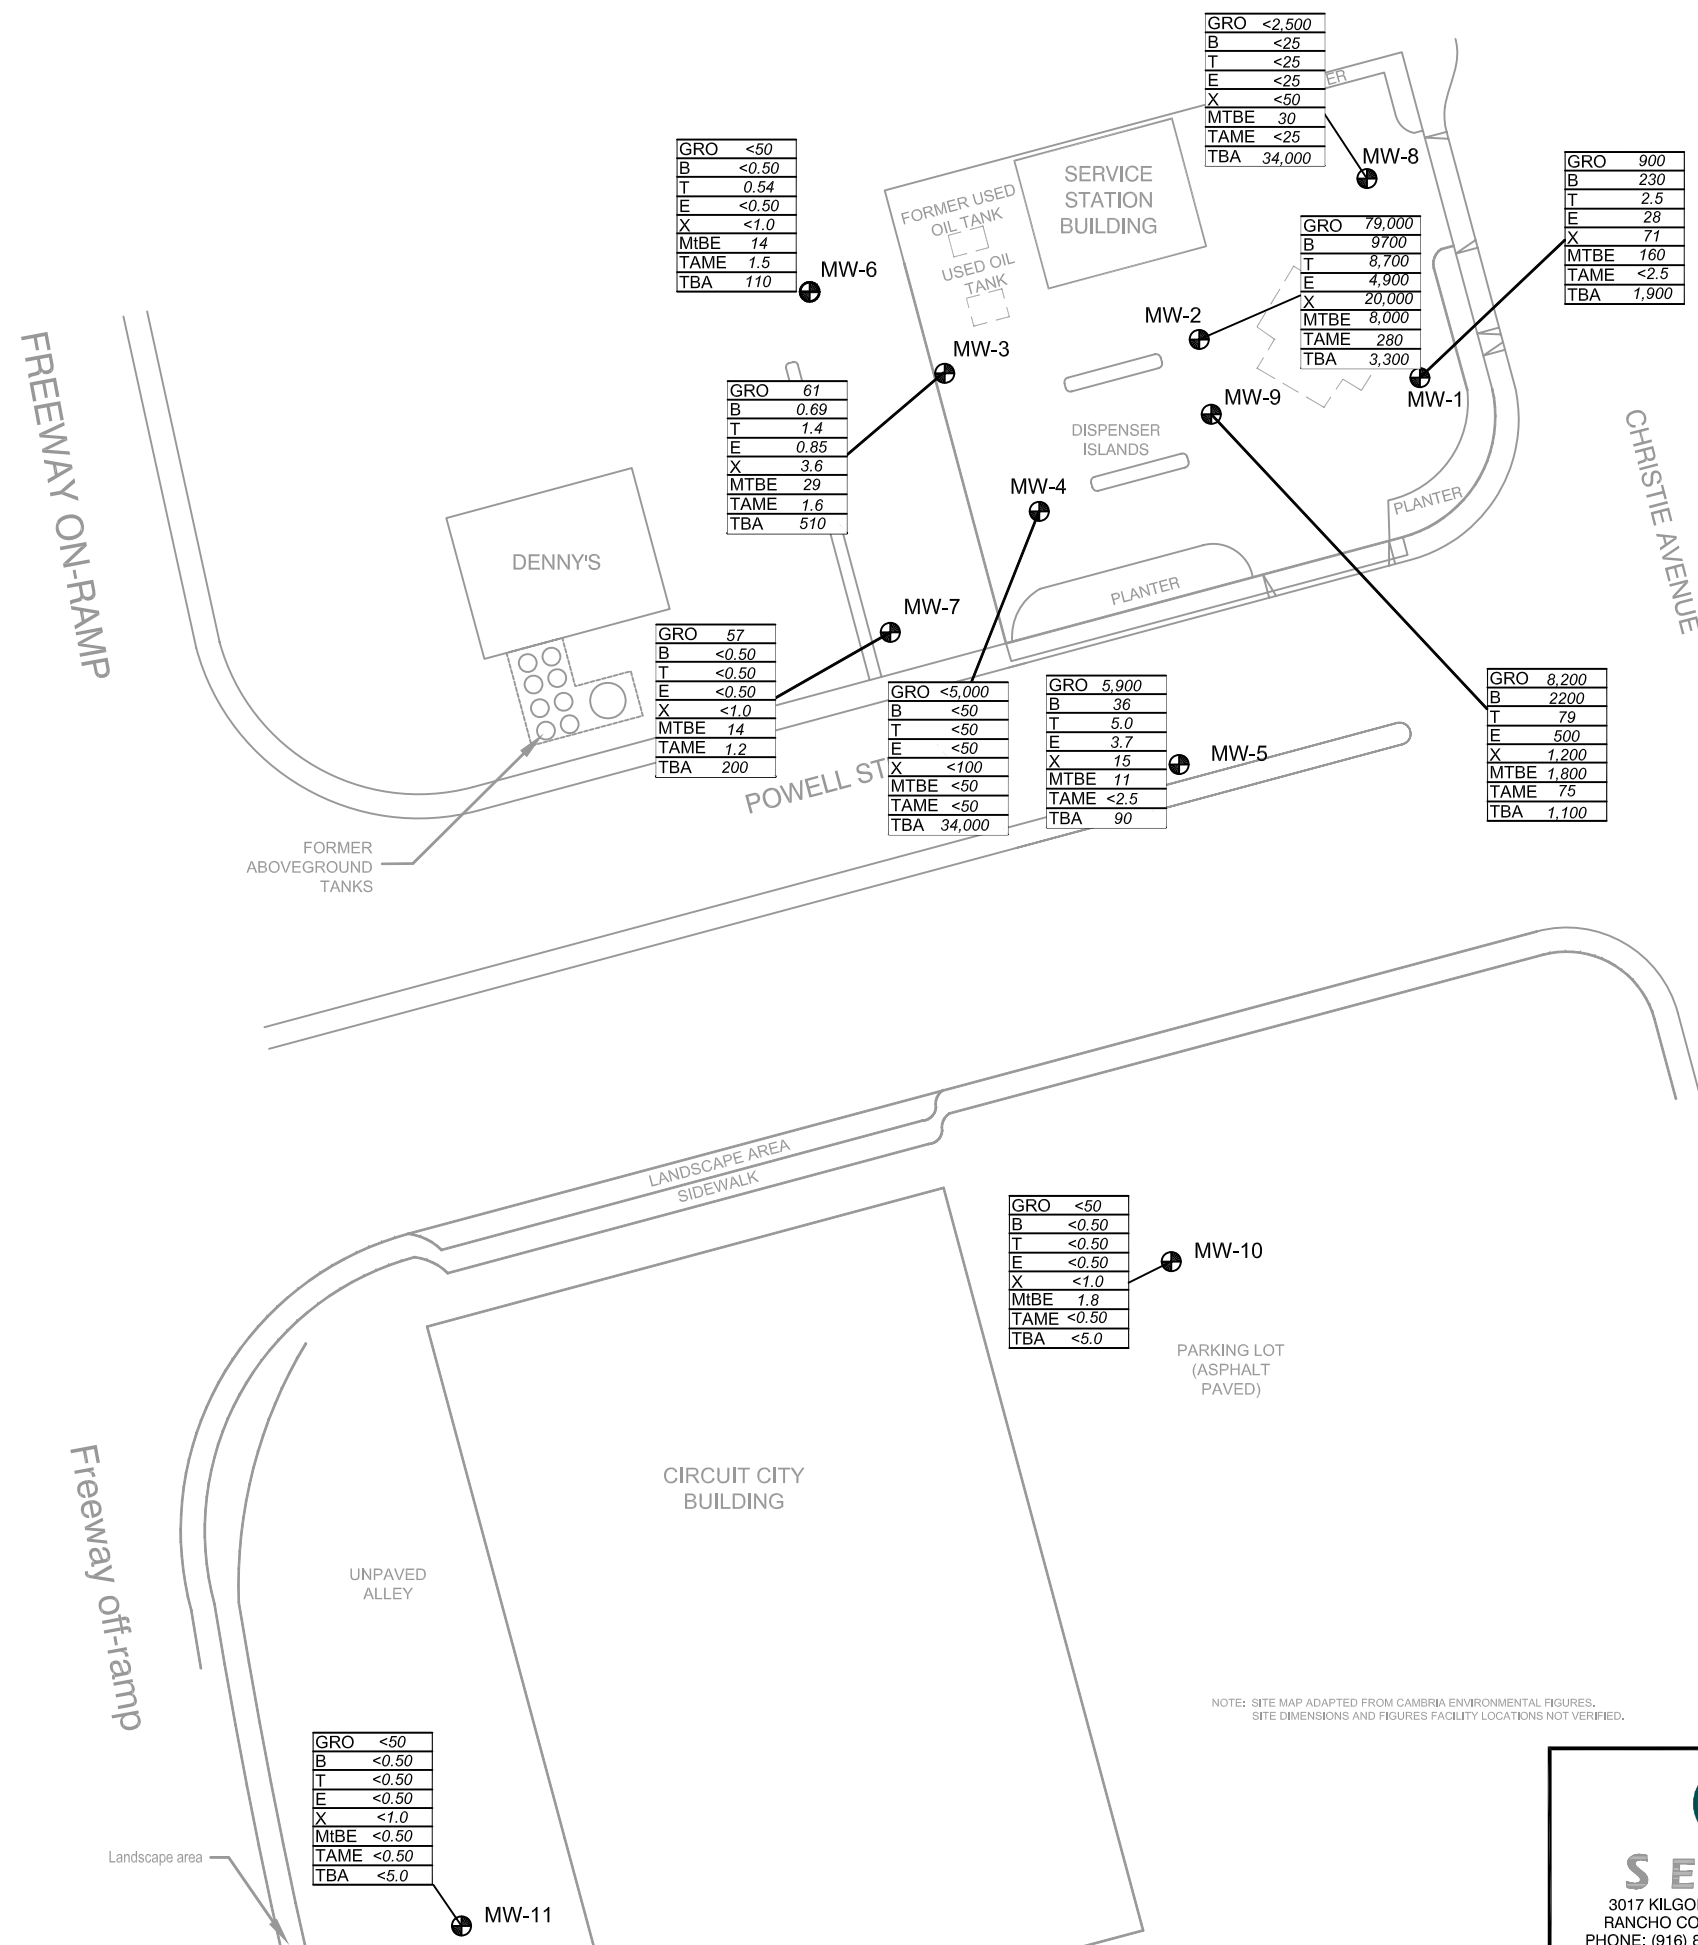 GRO <2,500
B <25
T <25
E <25
X <50
MTBE 30
TAME <25
TBA 34,000
MW-8
GRO <50
B <0.50
T 0.54
E <0.50
X <1.0
MtBE 14
TAME 1.5
TBA 110
MW-6
SERVICE
STATION
BUILDING
FORMER USED
OIL TANK
USED OIL
TANK
GRO 900
B 230
T 2.5
E 28
X 71
MTBE 160
TAME <2.5
TBA 1,900
GRO 79,000
B 9700
T 8,700
E 4,900
X 20,000
MTBE 8,000
TAME 280
TBA 3,300
MW-2
MW-3
MW-1
MW-9
GRO 61
B 0.69
T 1.4
E 0.85
X 3.6
MTBE 29
TAME 1.6
TBA 510
DISPENSER
ISLANDS
MW-4
PLANTER
PLANTER
FREEWAY ON-RAMP
CHRISTIE AVENUE
DENNY'S
MW-7
GRO 57
B <0.50
T <0.50
E <0.50
X <1.0
MTBE 14
TAME 1.2
TBA 200
GRO <5,000
B <50
T <50
E <50
X <100
MTBE <50
TAME <50
TBA 34,000
GRO 5,900
B 36
T 5.0
E 3.7
X 15
MTBE 11
TAME <2.5
TBA 90
MW-5
GRO 8,200
B 2200
T 79
E 500
X 1,200
MTBE 1,800
TAME 75
TBA 1,100
POWELL ST
FORMER
ABOVEGROUND
TANKS
LANDSCAPE AREA
SIDEWALK
GRO <50
B <0.50
T <0.50
E <0.50
X <1.0
MtBE 1.8
TAME <0.50
TBA <5.0
MW-10
PARKING LOT
(ASPHALT
PAVED)
CIRCUIT CITY
BUILDING
UNPAVED
ALLEY
Freeway off-ramp
NOTE: SITE MAP ADAPTED FROM CAMBRIA ENVIRONMENTAL FIGURES.
SITE DIMENSIONS AND FIGURES FACILITY LOCATIONS NOT VERIFIED.
GRO <50
B <0.50
T <0.50
E <0.50
X <1.0
MtBE <0.50
TAME <0.50
TBA <5.0
MW-11
Landscape area
S E
3017 KILGO
RANCHO CO
PHONE: (916) 8